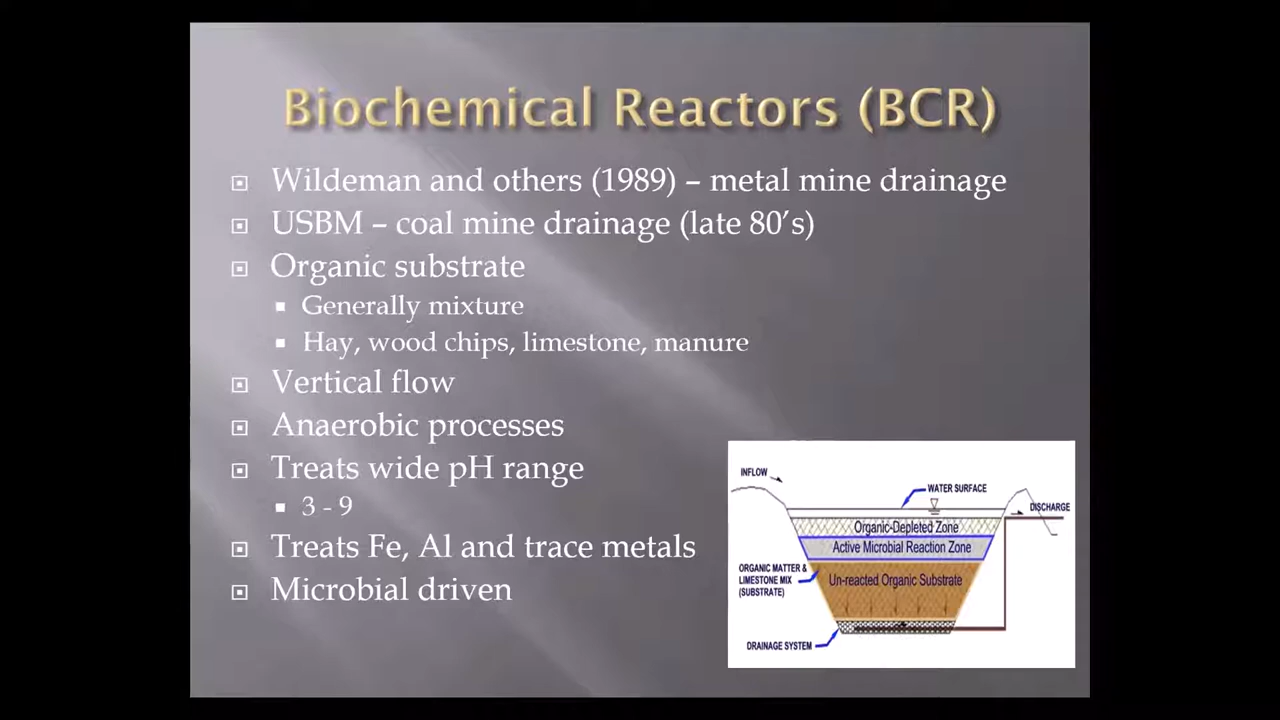 Biochemical Reactors (BCR)
Wildeman and others (1989) – metal mine drainage
USBM – coal mine drainage (late 80’s)
Organic substrate
Generally mixture
Hay, wood chips, limestone, manure
Vertical flow
Anaerobic processes
Treats wide pH range
3 - 9
Treats Fe, Al and trace metals
Microbial driven
INFLOW
WATER SURFACE
DISCHARGE
Organic-Depleted Zone
Active Microbial Reaction Zone
ORGANIC MATTER &
LIMESTONE MIX
(SUBSTRATE)
Un-reacted Organic Substrate
DRAINAGE SYSTEM